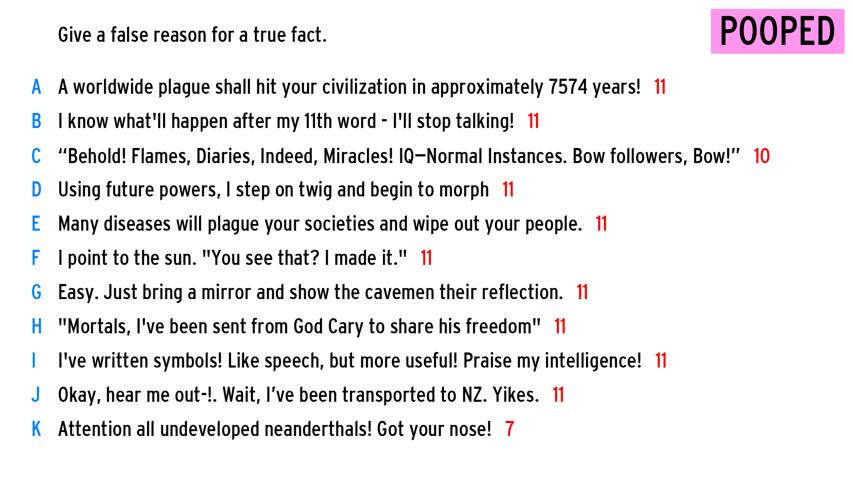 Give a false reason for a true fact.
POOPED
A A worldwide plague shall hit your civilization in approximately 7574 years! 11
B I know what'll happen after my 11th word - I'll stop talking! 11
C “Behold! Flames, Diaries, Indeed, Miracles! IQ—Normal Instances. Bow followers, Bow!” 10
D Using future powers, I step on twig and begin to morph 11
E Many diseases will plague your societies and wipe out your people. 11
F I point to the sun. "You see that? I made it." 11
G Easy. Just bring a mirror and show the cavemen their reflection. 11
H "Mortals, I've been sent from God Cary to share his freedom" 11
I I've written symbols! Like speech, but more useful! Praise my intelligence! 11
J Okay, hear me out-!. Wait, I’ve been transported to NZ. Yikes. 11
K Attention all undeveloped neanderthals! Got your nose! 7